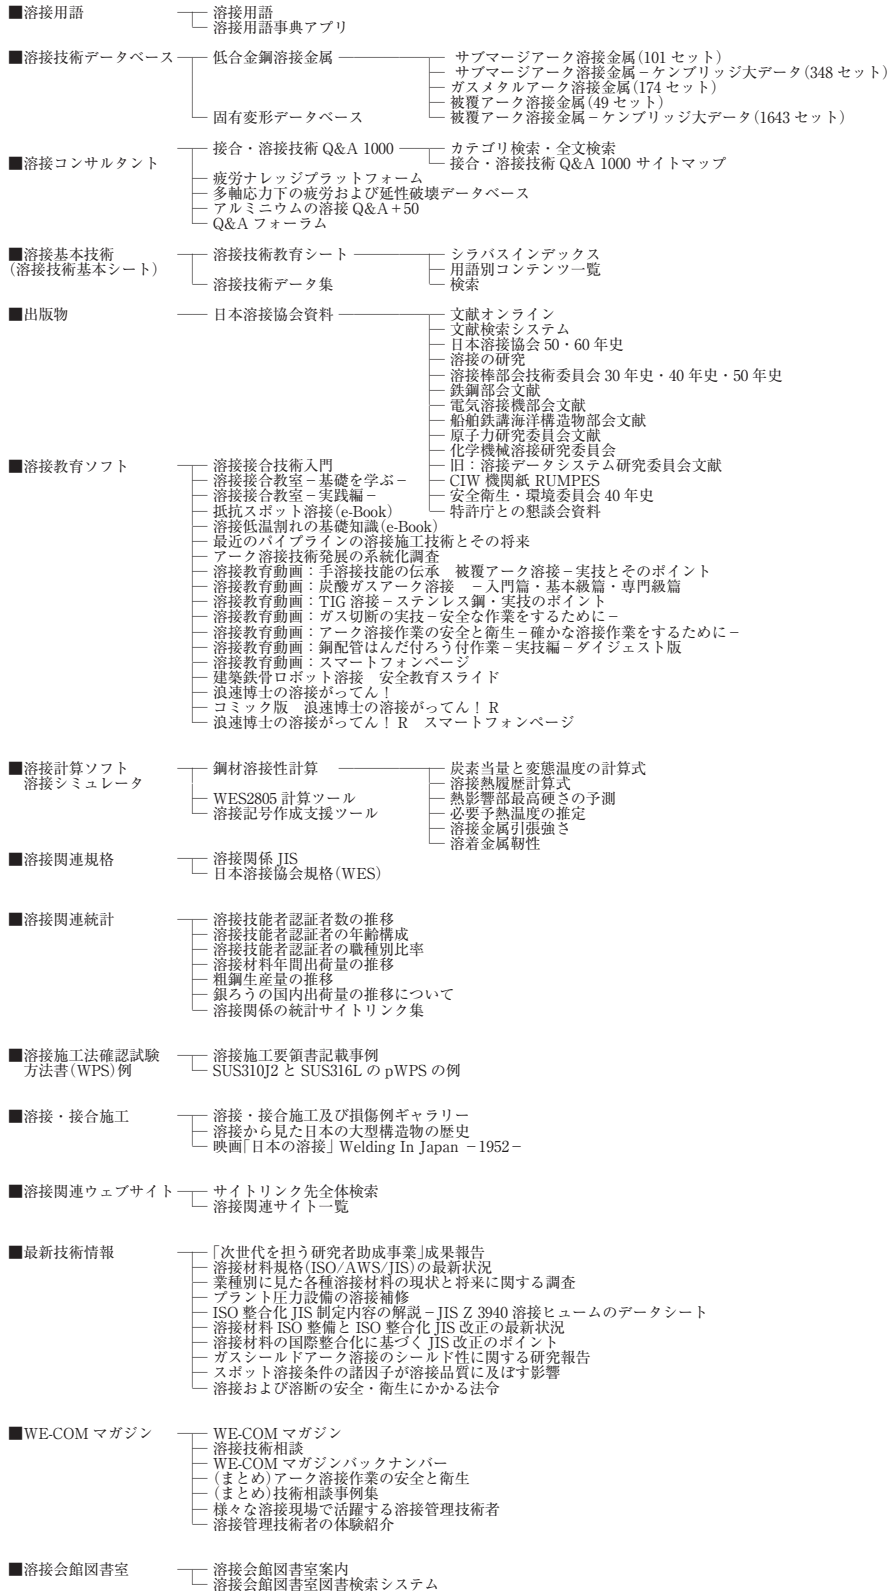 ■溶接用語
溶接用語
溶接用語事典アプリ
■溶接技術データベース
低合金鋼溶接金属
サブマージアーク溶接金属(101 セット)
サブマージアーク溶接金属－ケンブリッジ大データ(348 セット)
ガスメタルアーク溶接金属(174 セット)
被覆アーク溶接金属(49 セット)
固有変形データベース
被覆アーク溶接金属－ケンブリッジ大データ(1643 セット)
■溶接コンサルタント
接合・溶接技術 Q&A 1000
カテゴリ検索・全文検索
接合・溶接技術 Q&A 1000 サイトマップ
疲労ナレッジプラットフォーム
多軸応力下の疲労および延性破壊データベース
アルミニウムの溶接 Q&A+50
Q&A フォーラム
■溶接基本技術
(溶接技術基本シート)
溶接技術教育シート
シラバスインデックス
用語別コンテンツ一覧
溶接技術データ集
検索
■出版物
日本溶接協会資料
文献オンライン
文献検索システム
日本溶接協会 50・60 年史
溶接の研究
溶接棒部会技術委員会 30 年史・40 年史・50 年史
鉄鋼部会文献
電気溶接機部会文献
船舶鉄講海洋構造物部会文献
原子力研究委員会文献
化学機械溶接研究委員会
旧：溶接データシステム研究委員会文献
CIW 機関紙 RUMPES
安全衛生・環境委員会 40 年史
特許庁との懇談会資料
■溶接教育ソフト
溶接接合技術入門
溶接接合教室－基礎を学ぶ－
溶接接合教室－実践編－
抵抗スポット溶接(e-Book)
溶接低温割れの基礎知識(e-Book)
最近のパイプラインの溶接施工技術とその将来
アーク溶接技術発展の系統化調査
溶接教育動画：手溶接技能の伝承　被覆アーク溶接－実技とそのポイント
溶接教育動画：炭酸ガスアーク溶接　－入門篇・基本級篇・専門級篇
溶接教育動画：TIG 溶接－ステンレス鋼・実技のポイント
溶接教育動画：ガス切断の実技－安全な作業をするために－
溶接教育動画：アーク溶接作業の安全と衛生－確かな溶接作業をするために－
溶接教育動画：銅配管はんだ付ろう付作業－実技編－ダイジェスト版
溶接教育動画：スマートフォンページ
建築鉄骨ロボット溶接　安全教育スライド
浪速博士の溶接がってん！
コミック版　浪速博士の溶接がってん！R
浪速博士の溶接がってん！R　スマートフォンページ
■溶接計算ソフト
溶接シミュレータ
鋼材溶接性計算
炭素当量と変態温度の計算式
溶接熱履歴計算式
WES2805 計算ツール
熱影響部最高硬さの予測
溶接記号作成支援ツール
必要予熱温度の推定
溶接金属引張強さ
溶着金属靭性
■溶接関連規格
溶接関係 JIS
日本溶接協会規格(WES)
■溶接関連統計
溶接技能者認証者数の推移
溶接技能者認証者の年齢構成
溶接技能者認証者の職種別比率
溶接材料年間出荷量の推移
粗鋼生産量の推移
銀ろうの国内出荷量の推移について
溶接関係の統計サイトリンク集
■溶接施工法確認試験
方法書(WPS)例
溶接施工要領書記載事例
SUS310J2 と SUS316L の pWPS の例
■溶接・接合施工
溶接・接合施工及び損傷例ギャラリー
溶接から見た日本の大型構造物の歴史
映画「日本の溶接」Welding In Japan －1952－
■溶接関連ウェブサイト
サイトリンク先全体検索
溶接関連サイト一覧
■最新技術情報
「次世代を担う研究者助成事業」成果報告
溶接材料規格(ISO/AWS/JIS)の最新状況
業種別に見た各種溶接材料の現状と将来に関する調査
プラント圧力設備の溶接補修
ISO 整合化 JIS 制定内容の解説－JIS Z 3940 溶接ヒュームのデータシート
溶接材料 ISO 整備と ISO 整合化 JIS 改正の最新状況
溶接材料の国際整合化に基づく JIS 改正のポイント
ガスシールドアーク溶接のシールド性に関する研究報告
スポット溶接条件の諸因子が溶接品質に及ぼす影響
溶接および溶断の安全・衛生にかかる法令
■WE-COM マガジン
WE-COM マガジン
溶接技術相談
WE-COM マガジンバックナンバー
(まとめ)アーク溶接作業の安全と衛生
(まとめ)技術相談事例集
様々な溶接現場で活躍する溶接管理技術者
溶接管理技術者の体験紹介
■溶接会館図書室
溶接会館図書室案内
溶接会館図書室図書検索システム